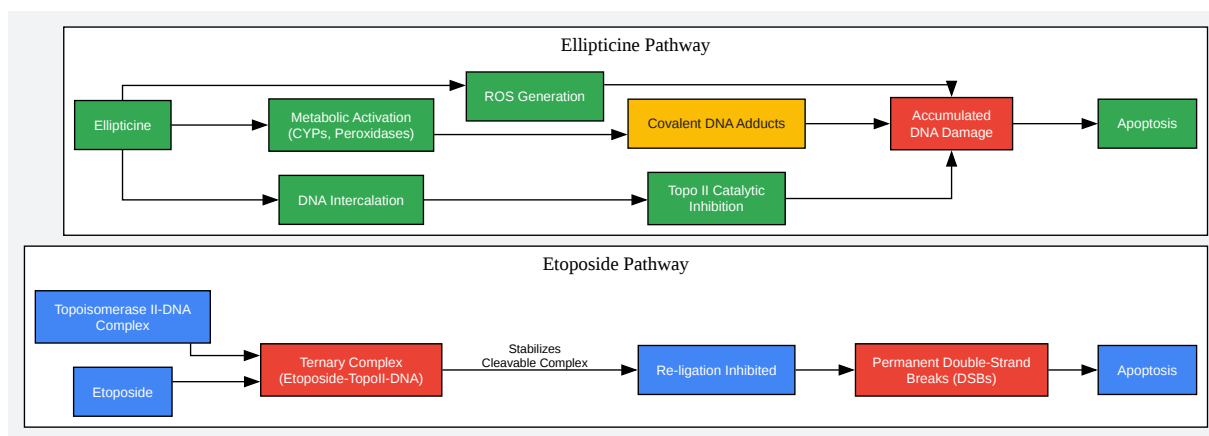 Ellipticine Pathway
ROS Generation
Ellipticine
Metabolic Activation
(CYPs, Peroxidases)
Covalent DNA Adducts
Accumulated
DNA Damage
Apoptosis
DNA Intercalation
Topo II Catalytic
Inhibition
Etoposide Pathway
Topoisomerase II-DNA
Complex
Etoposide
Ternary Complex
(Etoposide-TopoII-DNA)
Stabilizes
Cleavable Complex
Re-ligation Inhibited
Permanent Double-Strand
Breaks (DSBs)
Apoptosis